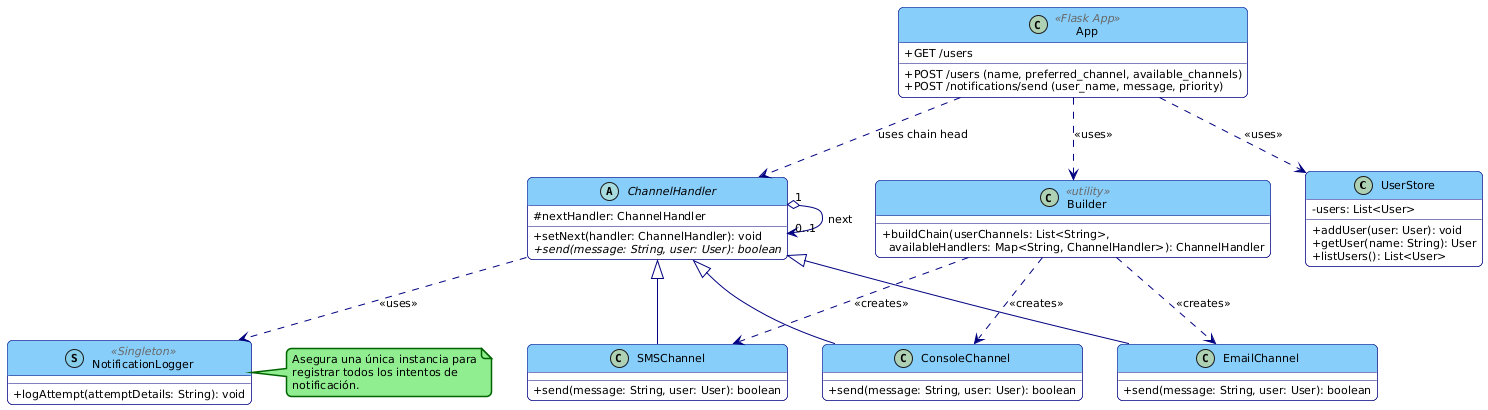 C
«Flask App»
App
+GET /users
+POST /users (name, preferred_channel, available_channels)
+POST /notifications/send (user_name, message, priority)
uses chain head
«uses»
«uses»
A
ChannelHandler
#nextHandler: ChannelHandler
+setNext(handler: ChannelHandler): void
+send(message: String, user: User): boolean
1
0..1
next
C
«utility»
Builder
+buildChain(userChannels: List<String>,
availableHandlers: Map<String, ChannelHandler>): ChannelHandler
C
UserStore
-users: List<User>
+addUser(user: User): void
+getUser(name: String): User
+listUsers(): List<User>
«uses»
«creates»
«creates»
«creates»
S
«Singleton»
NotificationLogger
+logAttempt(attemptDetails: String): void
Asegura una única instancia para
registrar todos los intentos de
notificación.
C
SMSChannel
+send(message: String, user: User): boolean
C
ConsoleChannel
+send(message: String, user: User): boolean
C
EmailChannel
+send(message: String, user: User): boolean